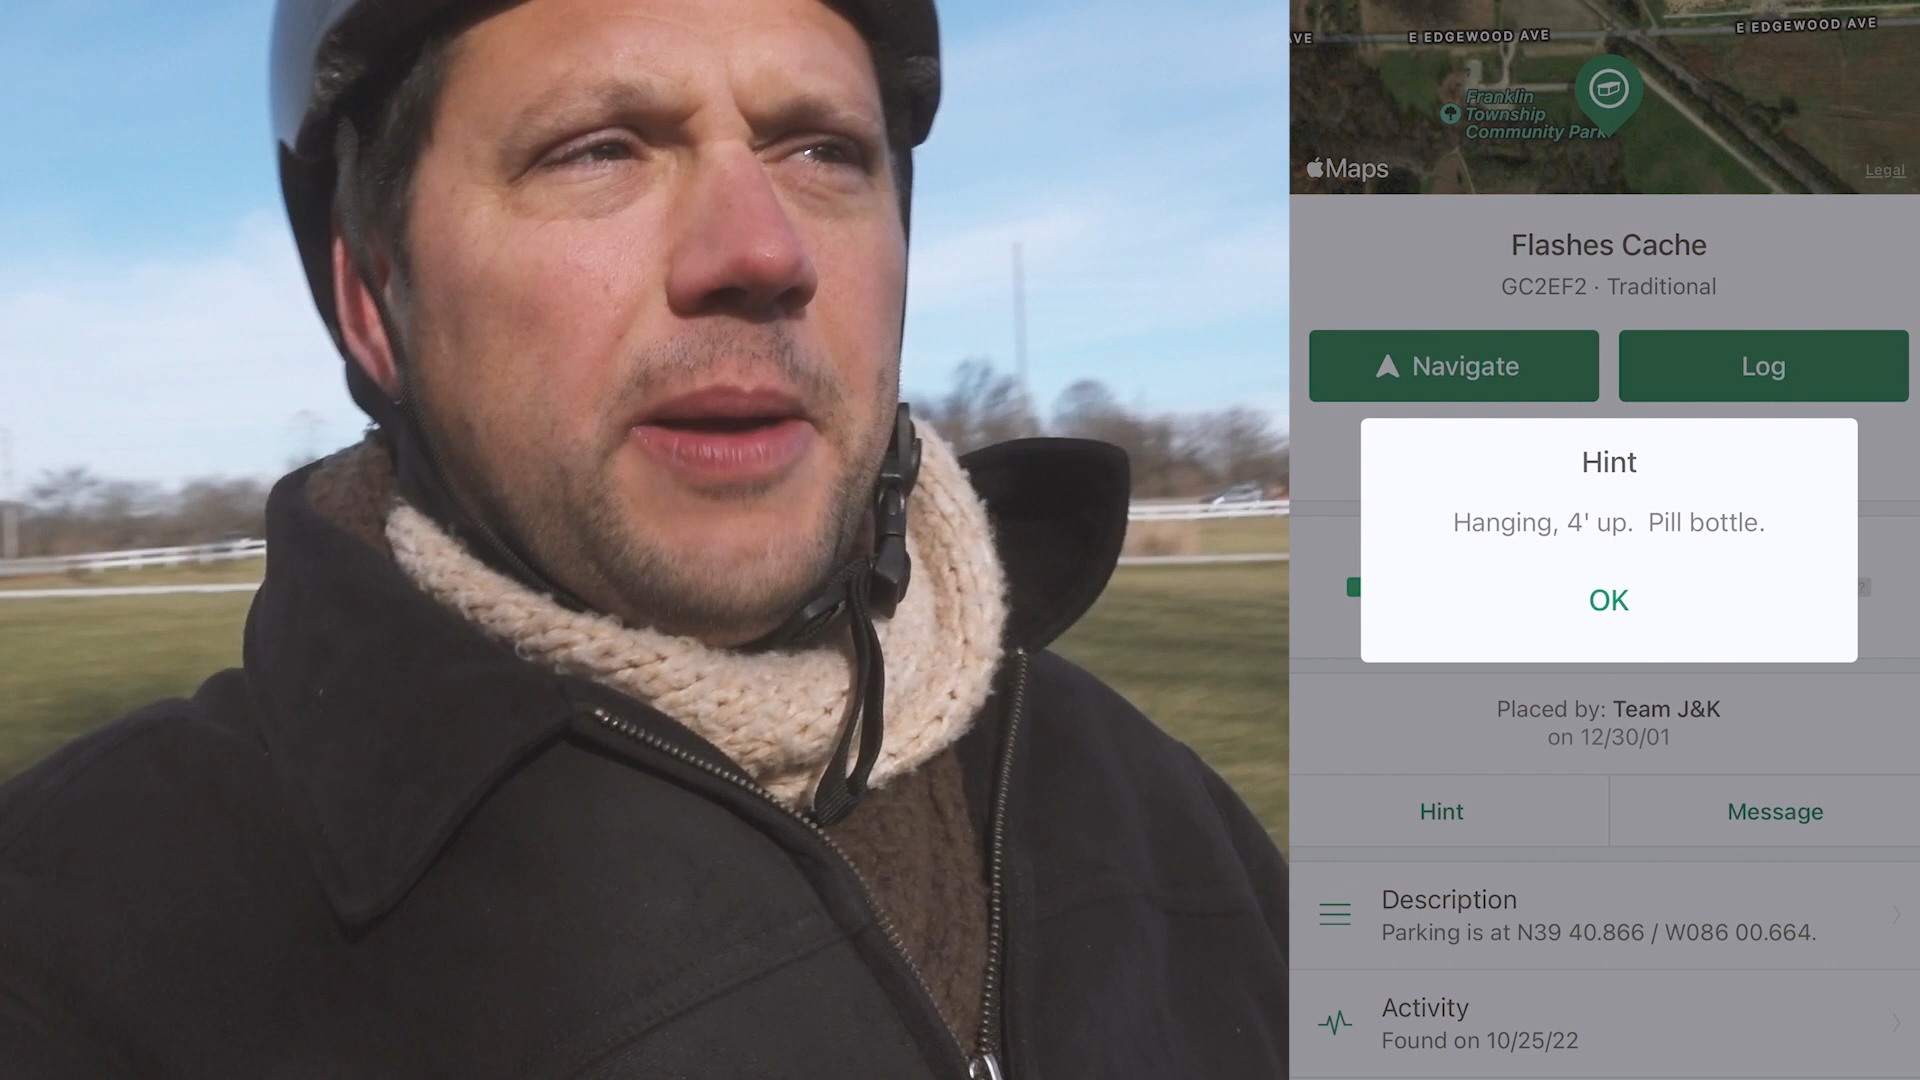 VE
E EDGEWOOD AVE
E EDGEWOOD AVE
Franklin
Township
Community Park
Maps
Legal
Flashes Cache
GC2EF2 · Traditional
Navigate
Log
Hint
Hanging, 4' up.  Pill bottle.
OK
Placed by: Team J&K
on 12/30/01
Hint
Message
Description
Parking is at N39 40.866 / W086 00.664.
Activity
Found on 10/25/22